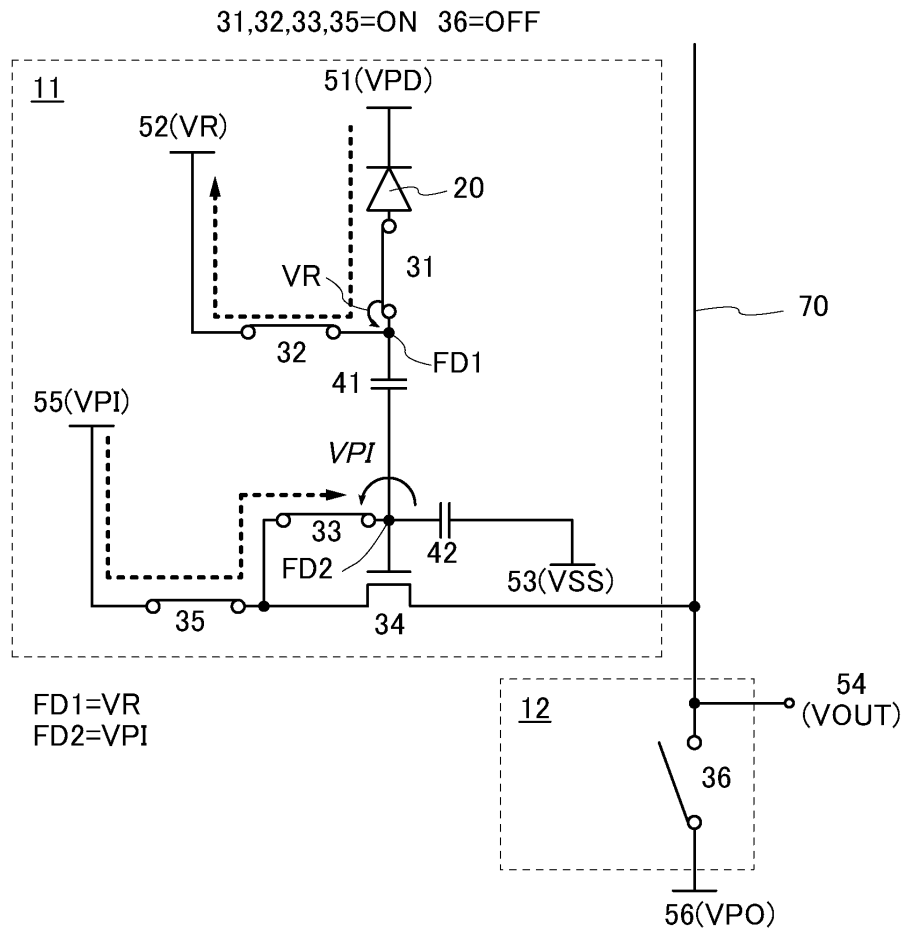 31,32,33,35=ON 36=OFF
11
51(VPD)
52(VR)
20
31
VR
70
32
FD1
41
55(VPI)
VPI
33
42
FD2
53(VSS)
35
34
FD1=VR
FD2=VPI
12
54
(VOUT)
36
56(VPO)